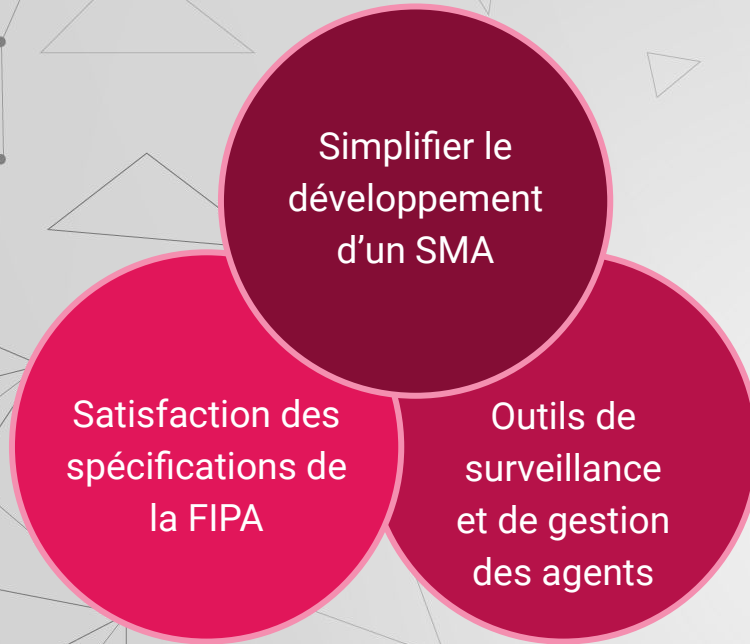 Simplifier le
développement
d’un SMA
Satisfaction des
spécifications de
la FIPA
Outils de
surveillance
et de gestion
des agents